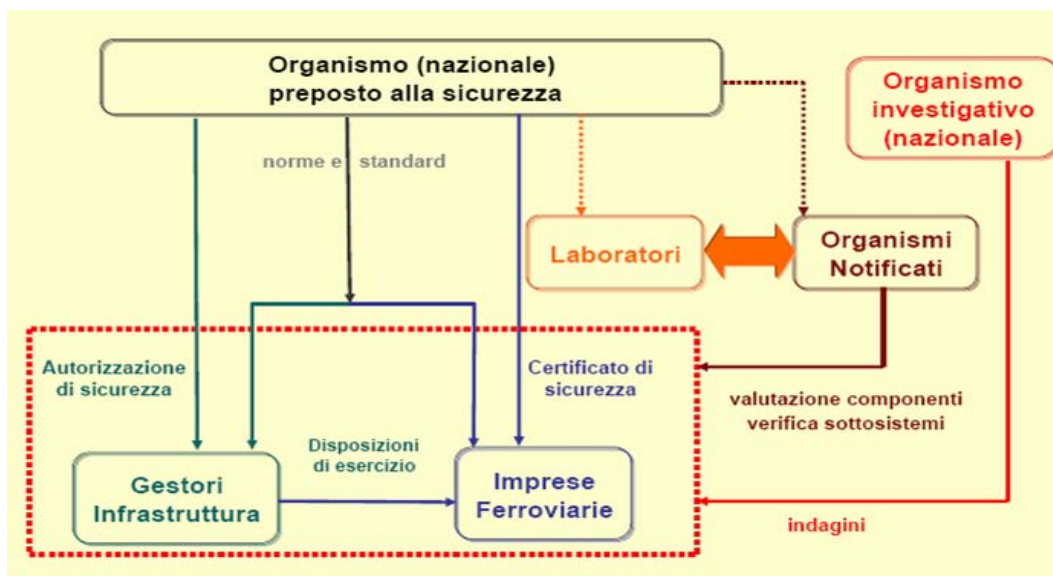 Organismo (nazionale)
preposto alla sicurezza
Organismo
investigativo
(nazionale)
norme e standard
Laboratori
Organismi
Notificati
Autorizzazione
di sicurezza
Certificato di
sicurezza
valutazione componenti
verifica sottosistemi
Disposizioni
di esercizio
Gestori
Infrastruttura
Imprese
Ferroviarie
indagini